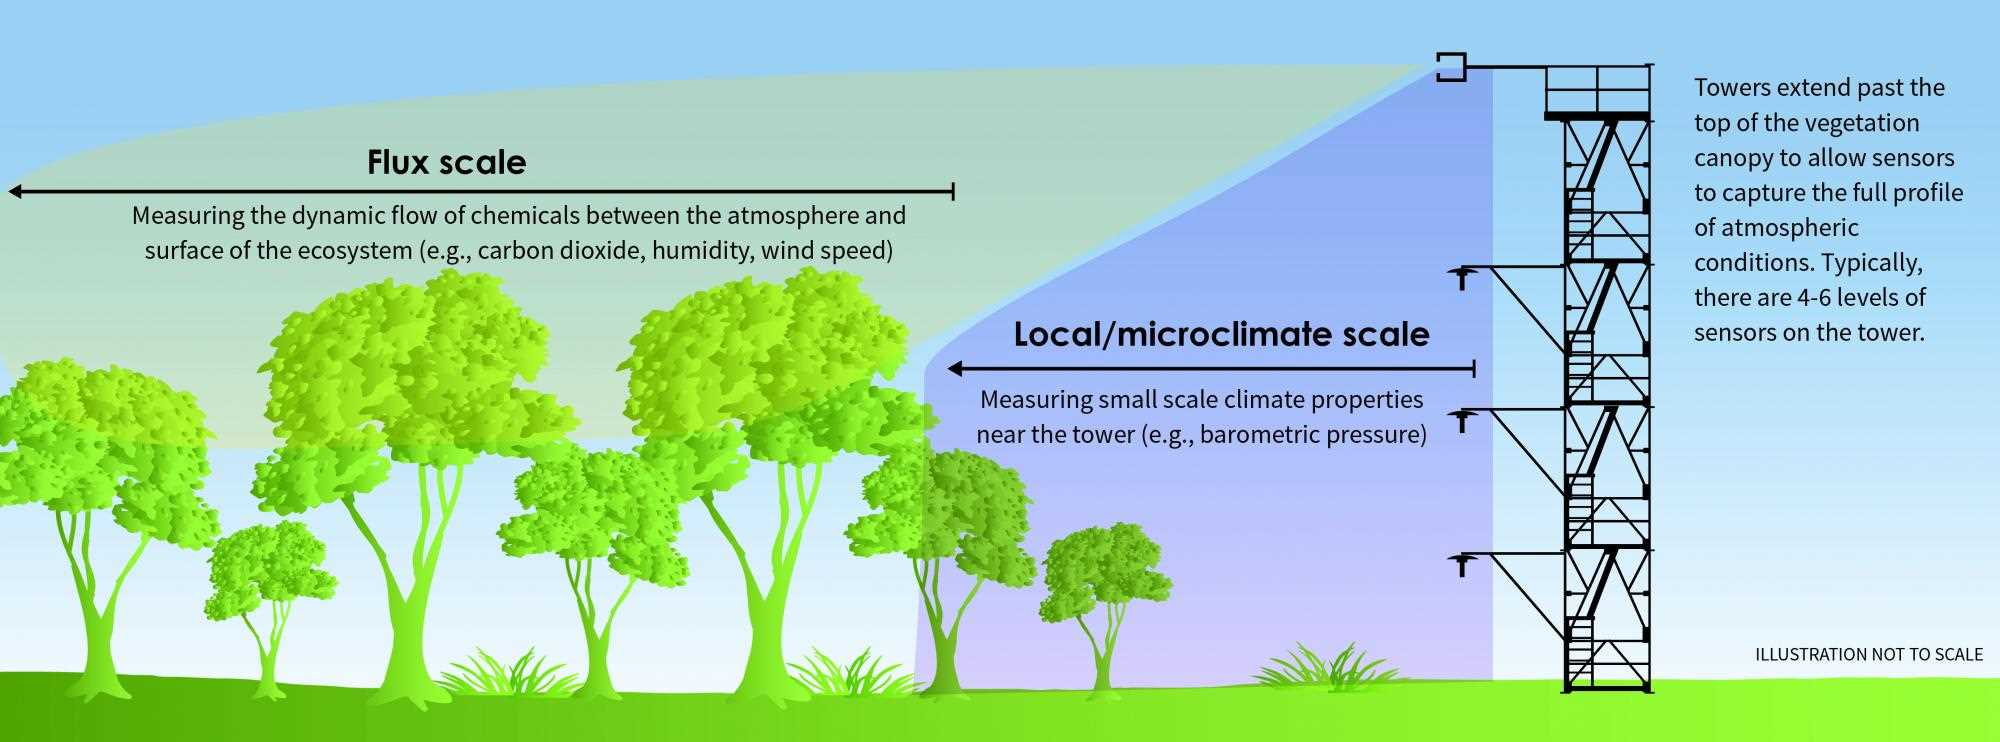 Flux scale
Measuring the dynamic flow of chemicals between the atmosphere and
surface of the ecosystem (e.g., carbon dioxide, humidity, wind speed)
Local/microclimate scale
Measuring small scale climate properties
near the tower (e.g., barometric pressure)
Towers extend past the
top of the vegetation
canopy to allow sensors
to capture the full profile
of atmospheric
conditions. Typically,
there are 4-6 levels of
sensors on the tower.
ILLUSTRATION NOT TO SCALE